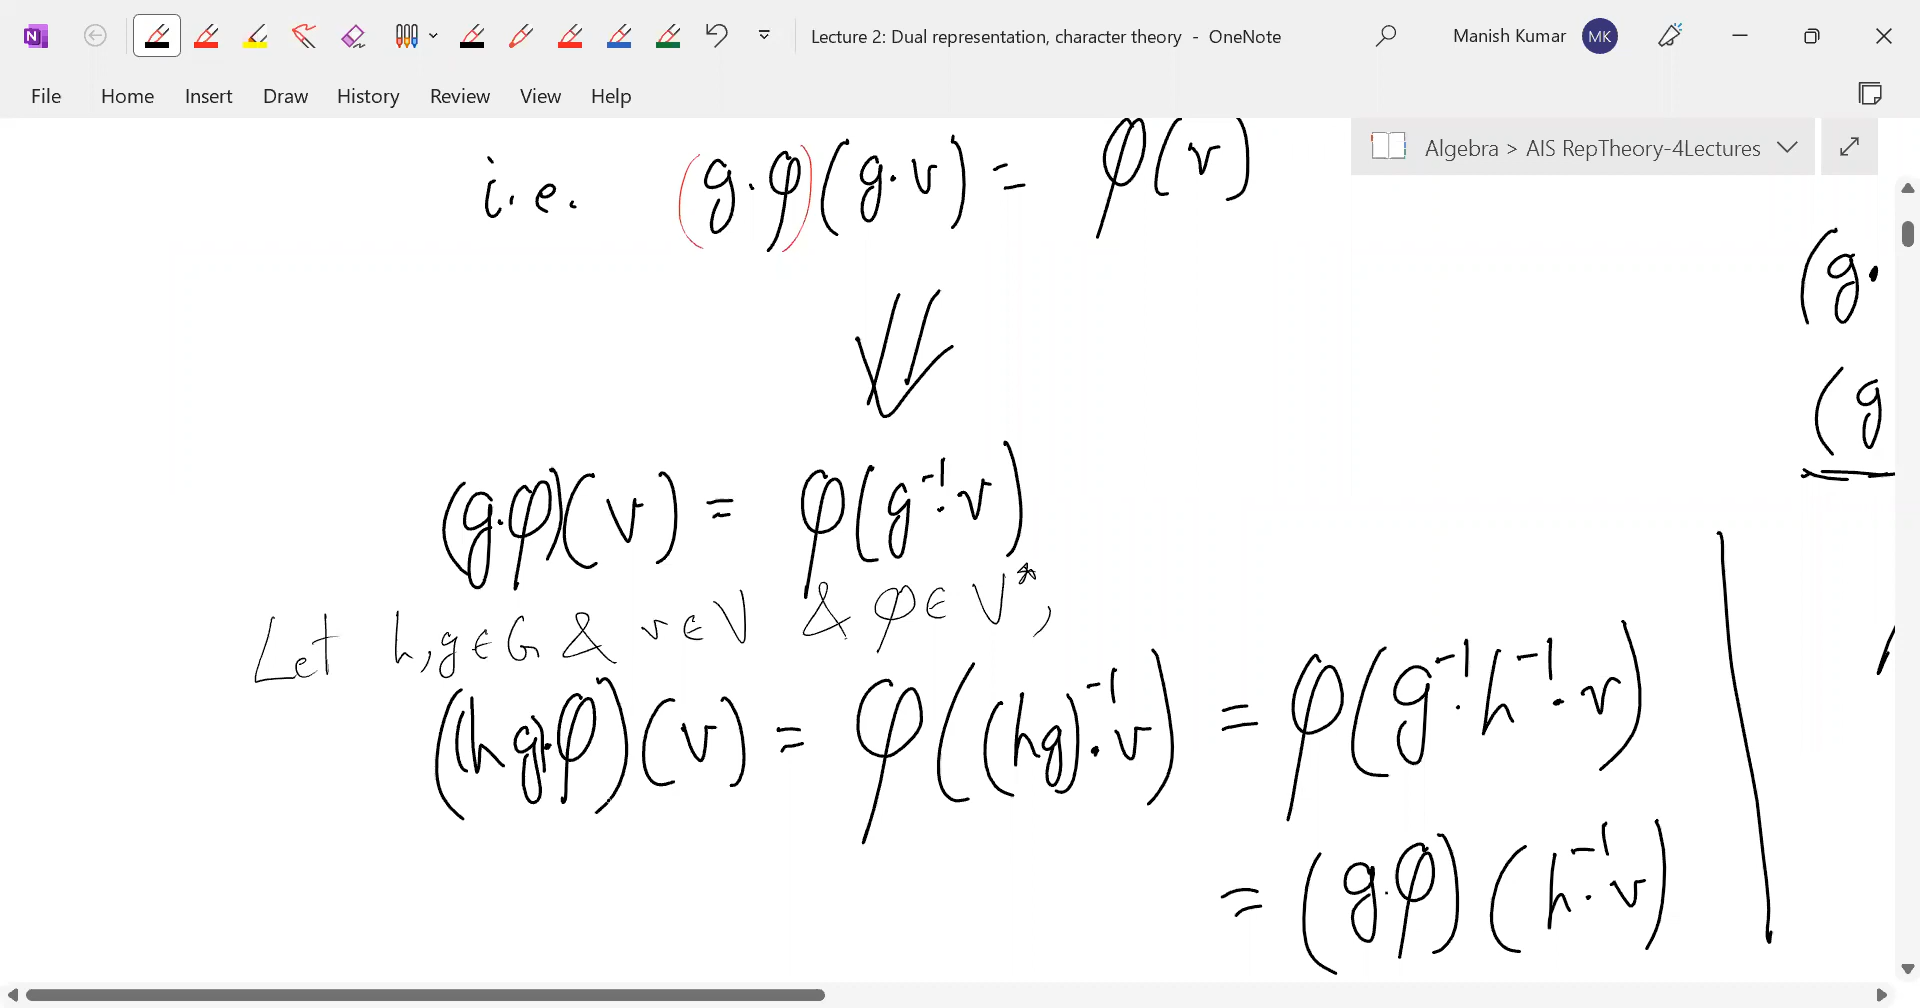 Lecture 2: Dual representation, character theory - OneNote
Manish Kumar MK
File Home Insert Draw History Review View Help
Algebra > AIS RepTheory-4Lectures
i.e. (g·φ)(g·v) = φ(v)
(g·
(g
⇓
(g·φ)(v) = φ(g⁻¹·v)
Let h,g∈G & v∈V & φ∈V*,
((hg)·φ)(v) = φ((hg)⁻¹·v) = φ(g⁻¹·h⁻¹·v)
= (g·φ)(h⁻¹·v)